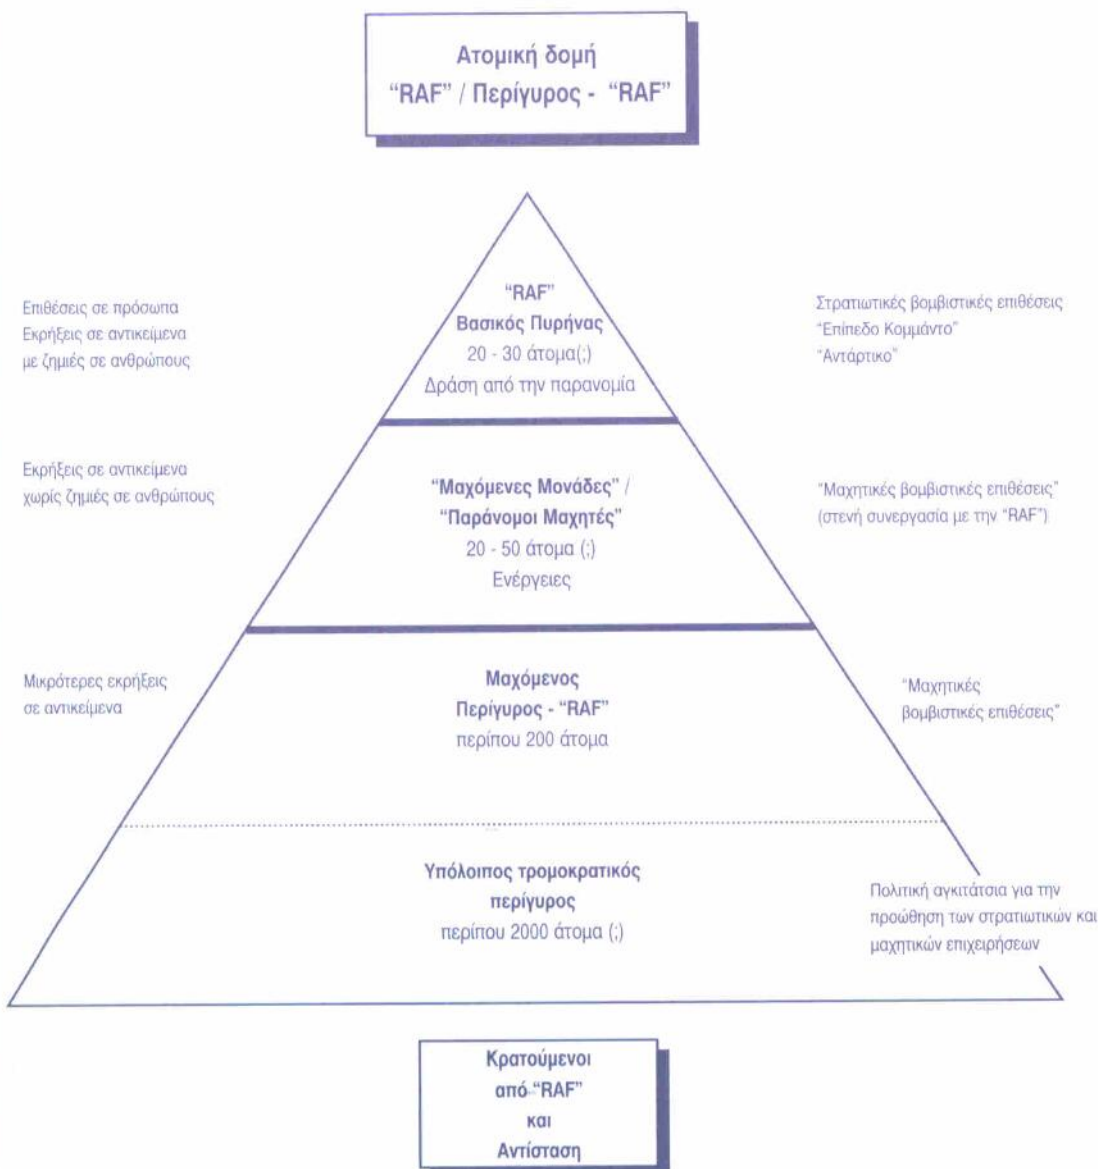 Ατομική δομή
“RAF” / Περίγυρος - “RAF”
Επιθέσεις σε πρόσωπα
Εκρήξεις σε αντικείμενα
με ζημιές σε ανθρώπους
“RAF”
Βασικός Πυρήνας
20 - 30 άτομα(;)
Δράση από την παρανομία
Στρατιωτικές βομβιστικές επιθέσεις
“Επίπεδο Κομμάντο”
“Αντάρτικο”
Εκρήξεις σε αντικείμενα
χωρίς ζημιές σε ανθρώπους
“Μαχόμενες Μονάδες” /
“Παράνομοι Μαχητές”
20 - 50 άτομα (;)
Ενέργειες
“Μαχητικές βομβιστικές επιθέσεις”
(στενή συνεργασία με την “RAF”)
Μικρότερες εκρήξεις
σε αντικείμενα
Μαχόμενος
Περίγυρος - “RAF”
περίπου 200 άτομα
“Μαχητικές
βομβιστικές επιθέσεις”
Υπόλοιπος τρομοκρατικός
περίγυρος
περίπου 2000 άτομα (;)
Πολιτική αγκιτάτσια για την
προώθηση των στρατιωτικών και
μαχητικών επιχειρήσεων
Κρατούμενοι
από “RAF”
και
Αντίσταση